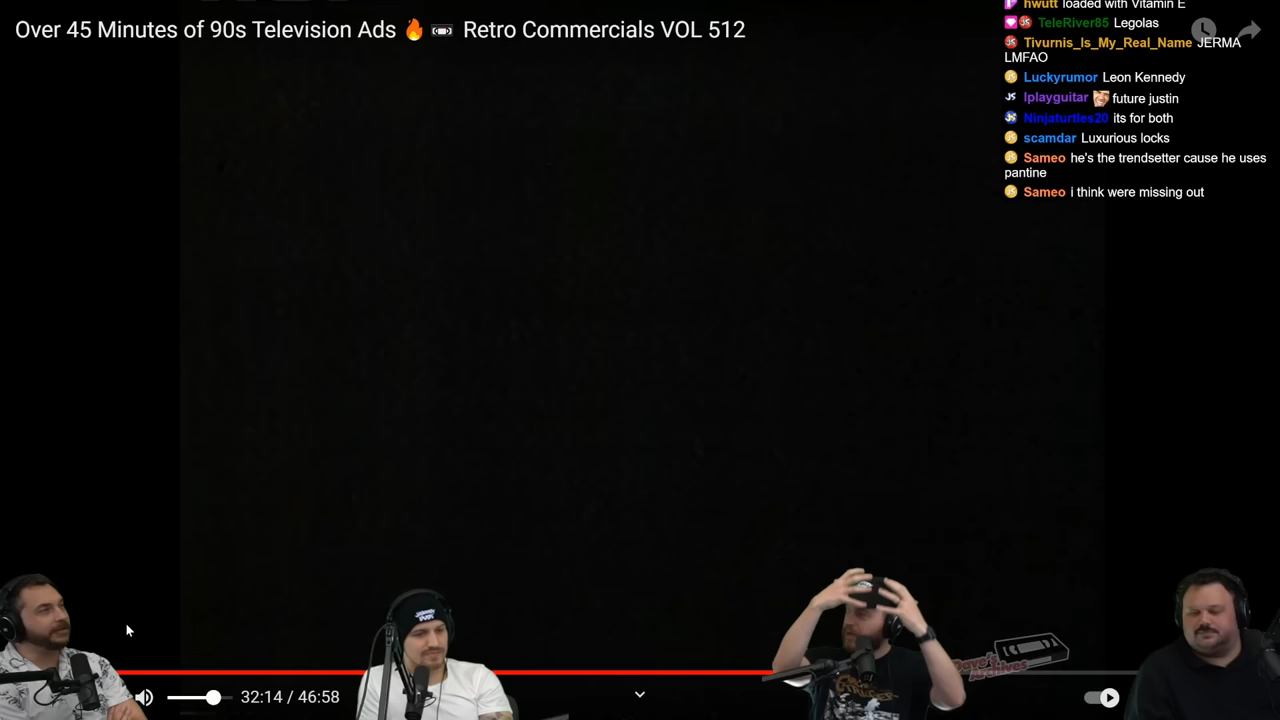 Over 45 Minutes of 90s Television Ads 🔥📼 Retro Commercials VOL 512
hwutt loaded with Vitamin E
TeleRiver85 Legolas
Tivurnis_Is_My_Real_Name JERMA
LMFAO
Luckyrumor Leon Kennedy
Iplayguitar future justin
Ninjaturtles20 its for both
scamdar Luxurious locks
Sameo he's the trendsetter cause he uses
pantine
Sameo i think were missing out
Dave's
Archives
32:14 / 46:58